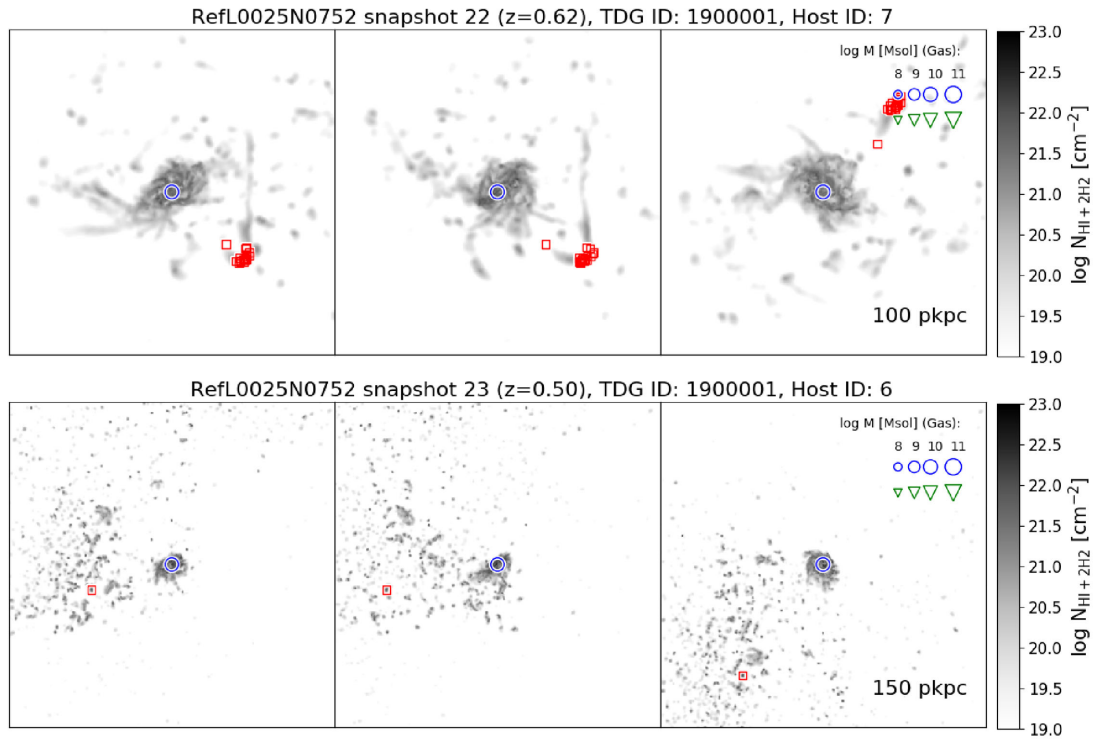 RefL0025N0752 snapshot 22 (z=0.62), TDG ID: 1900001, Host ID: 7
log M [Msol] (Gas):
8 9 10 11
100 pkpc
23.0
22.5
22.0
21.5
21.0
20.5
20.0
19.5
19.0
log N_{HI + 2H2} [cm^{-2}]
RefL0025N0752 snapshot 23 (z=0.50), TDG ID: 1900001, Host ID: 6
log M [Msol] (Gas):
8 9 10 11
150 pkpc
23.0
22.5
22.0
21.5
21.0
20.5
20.0
19.5
19.0
log N_{HI + 2H2} [cm^{-2}]